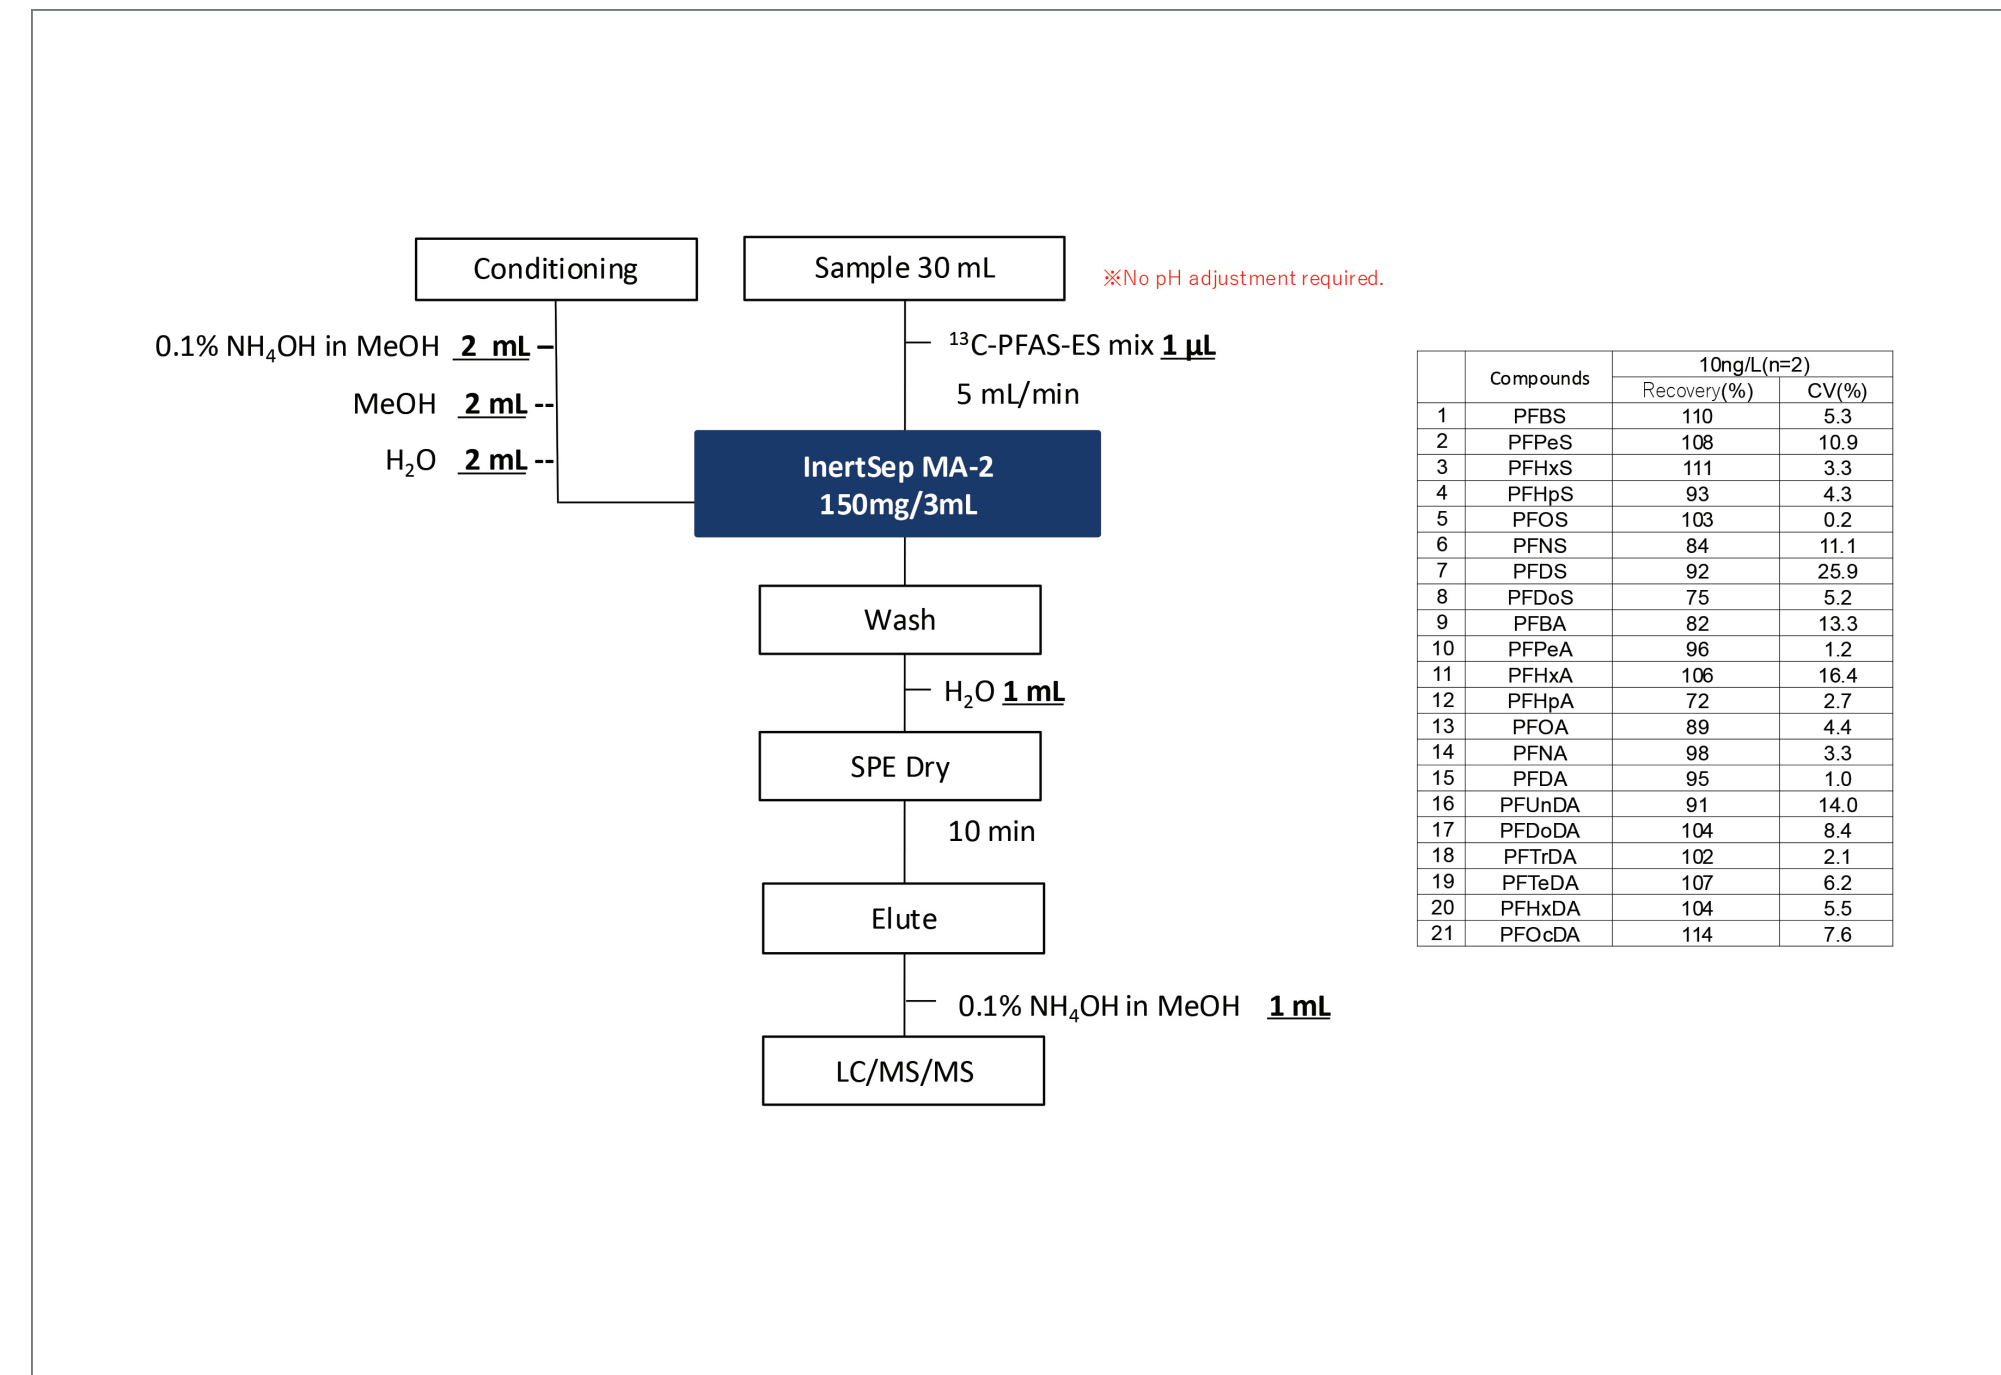 Conditioning
Sample 30 mL
※No pH adjustment required.
0.1% NH₄OH in MeOH 2 mL –
MeOH 2 mL --
H₂O 2 mL --
¹³C-PFAS-ES mix 1 µL
5 mL/min
InertSep MA-2
150mg/3mL
Wash
H₂O 1 mL
SPE Dry
10 min
Elute
0.1% NH₄OH in MeOH 1 mL
LC/MS/MS
Compounds 10ng/L(n=2)
Recovery(%) CV(%)
1 PFBS 110 5.3
2 PFPeS 108 10.9
3 PFHxS 111 3.3
4 PFHpS 93 4.3
5 PFOS 103 0.2
6 PFNS 84 11.1
7 PFDS 92 25.9
8 PFDoS 75 5.2
9 PFBA 82 13.3
10 PFPeA 96 1.2
11 PFHxA 106 16.4
12 PFHpA 72 2.7
13 PFOA 89 4.4
14 PFNA 98 3.3
15 PFDA 95 1.0
16 PFUnDA 91 14.0
17 PFDoDA 104 8.4
18 PFTrDA 102 2.1
19 PFTeDA 107 6.2
20 PFHxDA 104 5.5
21 PFOcDA 114 7.6